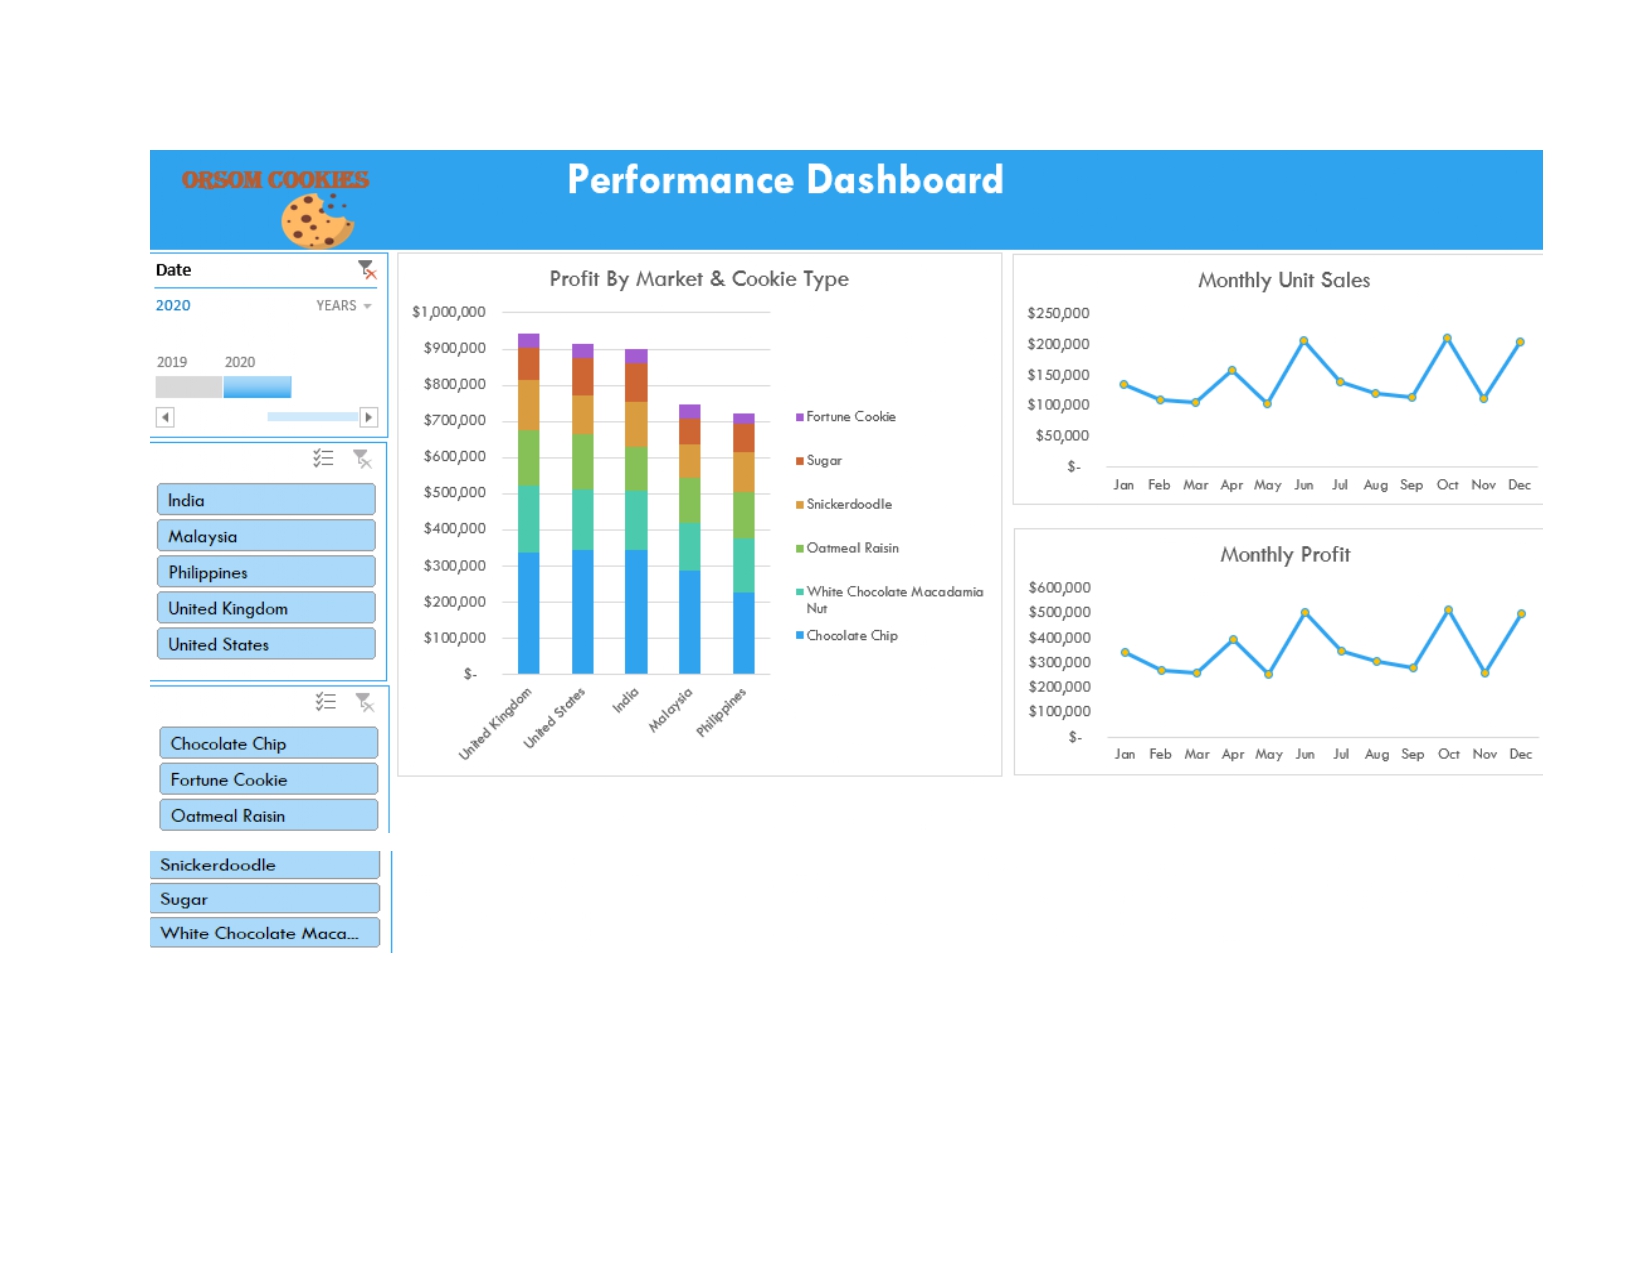 ORSOM COOKIES
Performance Dashboard
Date
2020
YEARS
2019
2020
India
Malaysia
Philippines
United Kingdom
United States
Chocolate Chip
Fortune Cookie
Oatmeal Raisin
Snickerdoodle
Sugar
White Chocolate Maca...
Profit By Market & Cookie Type
$1,000,000
$900,000
$800,000
$700,000
$600,000
$500,000
$400,000
$300,000
$200,000
$100,000
$-
United Kingdom
United States
India
Malaysia
Philippines
Fortune Cookie
Sugar
Snickerdoodle
Oatmeal Raisin
White Chocolate Macadamia
Nut
Chocolate Chip
Monthly Unit Sales
$250,000
$200,000
$150,000
$100,000
$50,000
$-
Jan Feb Mar Apr May Jun Jul Aug Sep Oct Nov Dec
Monthly Profit
$600,000
$500,000
$400,000
$300,000
$200,000
$100,000
$-
Jan Feb Mar Apr May Jun Jul Aug Sep Oct Nov Dec